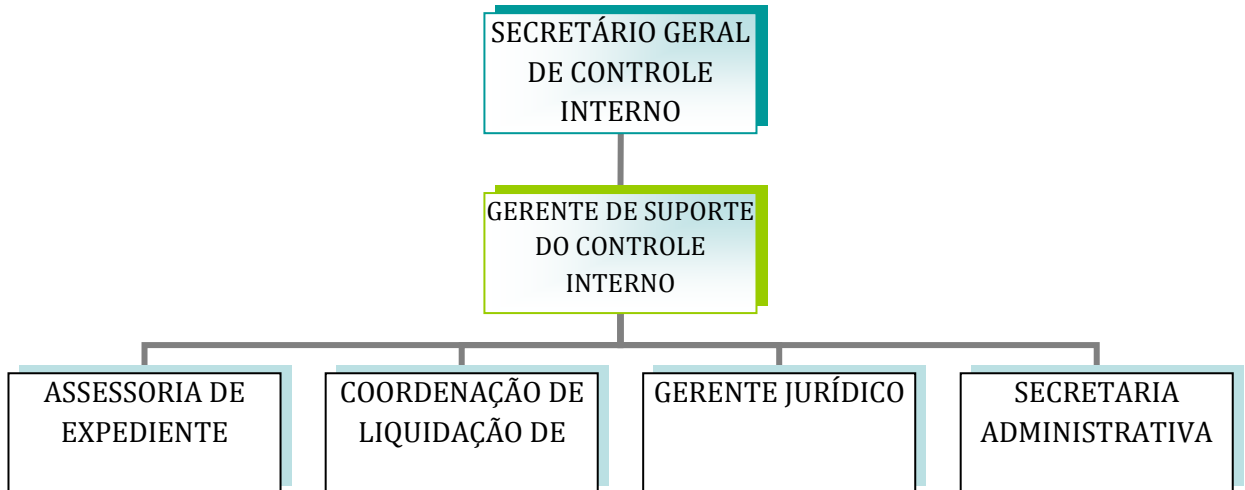 SECRETÁRIO GERAL
DE CONTROLE
INTERNO
GERENTE DE SUPORTE
DO CONTROLE
INTERNO
ASSESSORIA DE
EXPEDIENTE
COORDENAÇÃO DE
LIQUIDAÇÃO DE
GERENTE JURÍDICO
SECRETARIA
ADMINISTRATIVA